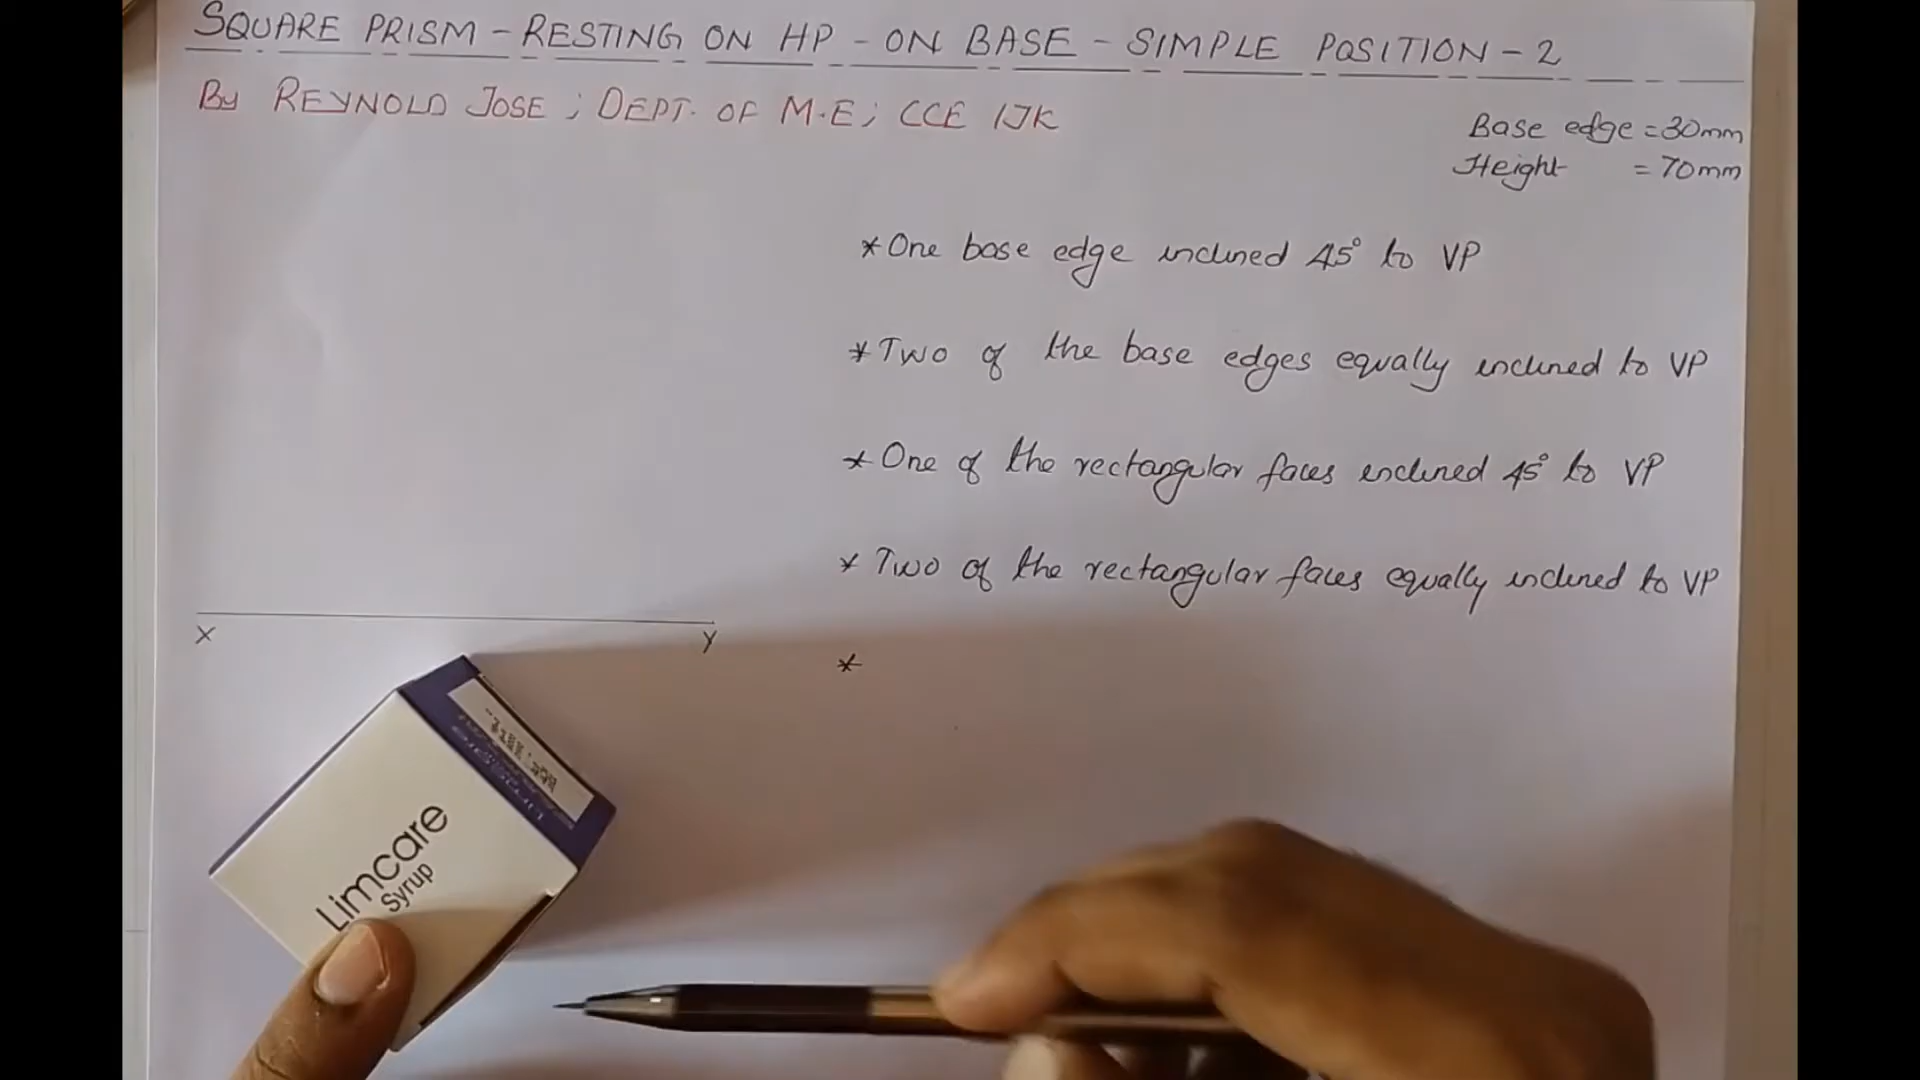 SQUARE PRISM - RESTING ON HP - ON BASE - SIMPLE POSITION - 2
By REYNOLD JOSE ; DEPT. OF M.E ; CCE IJK
Base edge = 30mm
Height = 70mm
* One base edge inclined 45° to VP
* Two of the base edges equally inclined to VP
* One of the rectangular faces inclined 45° to VP
* Two of the rectangular faces equally inclined to VP
X Y
*
Limcare
Syrup